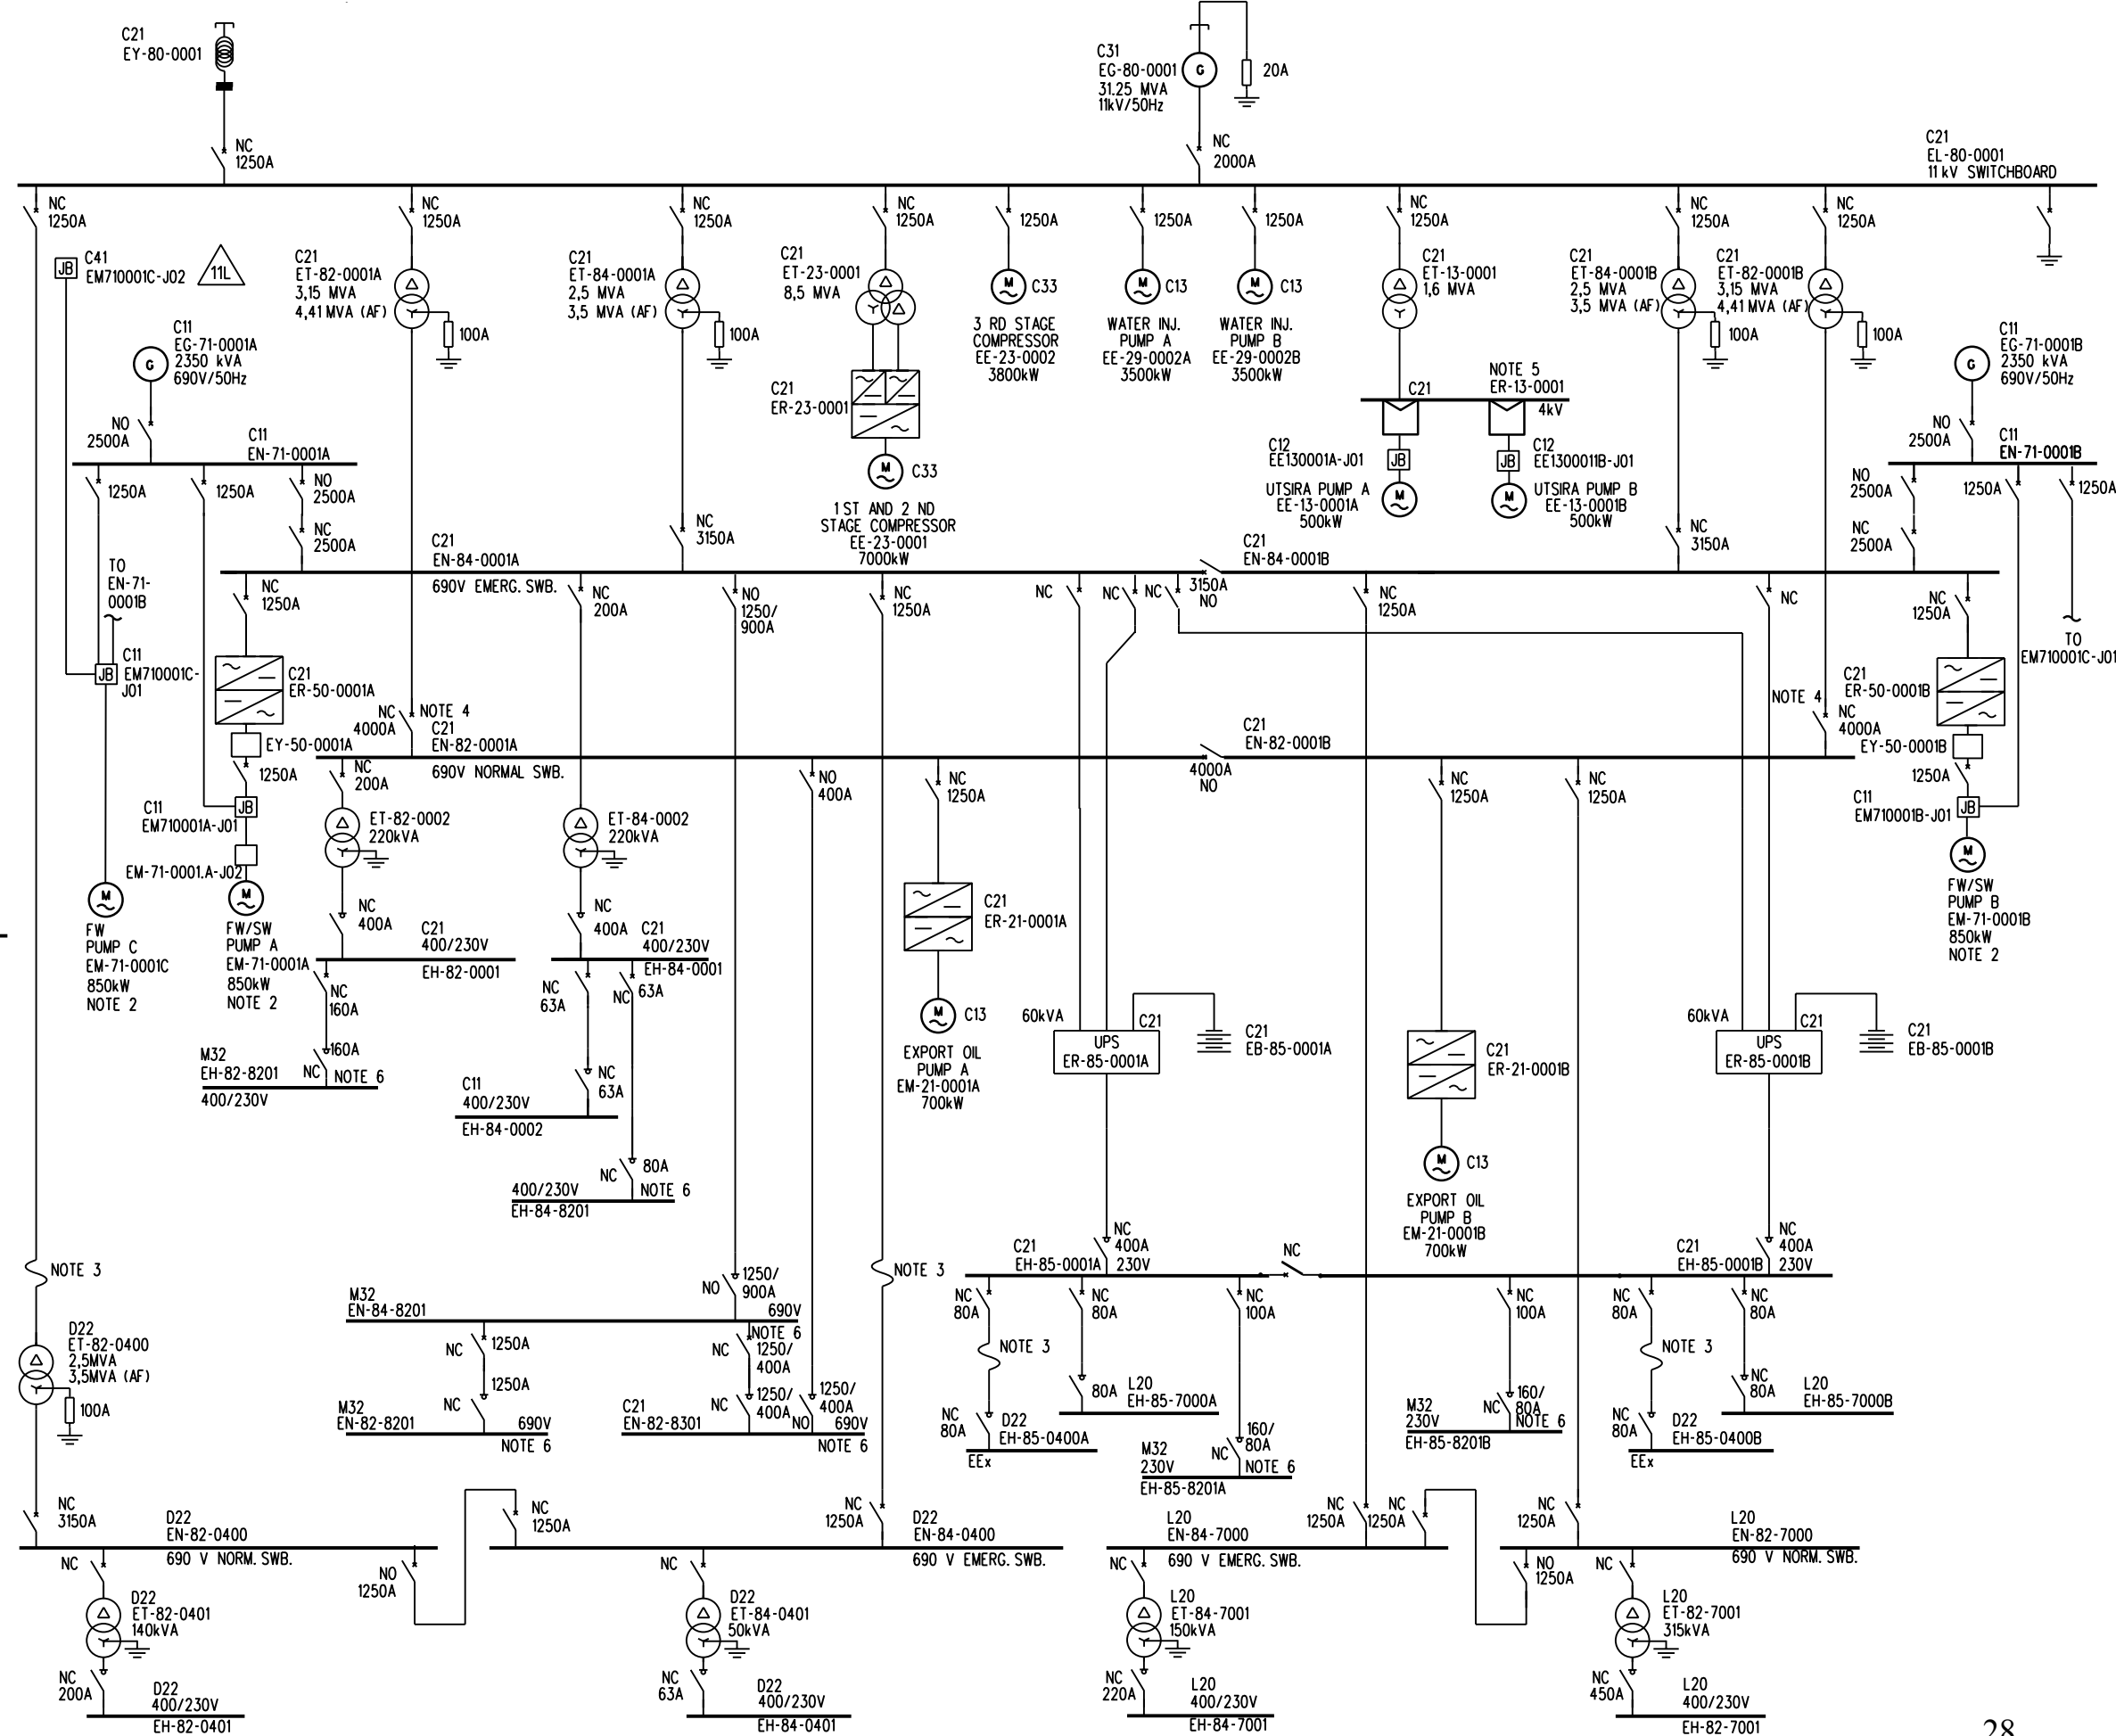 C21
EY-80-0001
NC
1250A
C31
EG-80-0001
31.25 MVA
11kV/50Hz
G
20A
NC
2000A
C21
EL-80-0001
11 kV SWITCHBOARD
NC
1250A
NC
1250A
NC
1250A
NC
1250A
1250A
1250A
1250A
NC
1250A
NC
1250A
NC
1250A
JB
C41
EM710001C-J02
11L
C21
ET-82-0001A
3,15 MVA
4,41 MVA (AF)
100A
C21
ET-84-0001A
2,5 MVA
3,5 MVA (AF)
100A
C21
ET-23-0001
8,5 MVA
M
C33
3 RD STAGE
COMPRESSOR
EE-23-0002
3800kW
M
C13
WATER INJ.
PUMP A
EE-29-0002A
3500kW
M
C13
WATER INJ.
PUMP B
EE-29-0002B
3500kW
C21
ET-13-0001
1,6 MVA
C21
ET-84-0001B
2,5 MVA
3,5 MVA (AF)
100A
C21
ET-82-0001B
3,15 MVA
4,41 MVA (AF)
100A
C11
EG-71-0001A
2350 kVA
690V/50Hz
G
NO
2500A
C11
EN-71-0001A
1250A
1250A
NO
2500A
NC
2500A
C21
ER-23-0001
M
C33
1 ST AND 2 ND
STAGE COMPRESSOR
EE-23-0001
7000kW
C21
NOTE 5
ER-13-0001
4kV
C12
EE130001A-J01
JB
UTSIRA PUMP A
EE-13-0001A
500kW
M
C12
EE1300011B-J01
JB
M
UTSIRA PUMP B
EE-13-0001B
500kW
C11
EG-71-0001B
2350 kVA
690V/50Hz
G
NO
2500A
C11
EN-71-0001B
NO
2500A
NC
2500A
1250A
1250A
TO
EM710001C-J01
TO
EN-71-
0001B
C11
EM710001C-
J01
JB
C21
EN-84-0001A
690V EMERG. SWB.
NC
3150A
C21
EN-84-0001B
3150A
NO
NC
3150A
NC
1250A
NC
200A
NO
1250/
900A
NC
1250A
NC
NC
NC
NC
1250A
NC
NC
1250A
C21
ER-50-0001A
EY-50-0001A
1250A
C11
EM710001A-J01
JB
EM-71-0001.A-J02
M
FW
PUMP C
EM-71-0001C
850kW
NOTE 2
M
FW/SW
PUMP A
EM-71-0001A
850kW
NOTE 2
NC
4000A
NOTE 4
C21
EN-82-0001A
690V NORMAL SWB.
C21
EN-82-0001B
4000A
NO
NOTE 4
NC
4000A
C21
ER-50-0001B
EY-50-0001B
1250A
C11
EM710001B-J01
JB
M
FW/SW
PUMP B
EM-71-0001B
850kW
NOTE 2
NC
200A
ET-82-0002
220kVA
NC
400A
C21
400/230V
EH-82-0001
NC
160A
160A
NC
NOTE 6
M32
EH-82-8201
400/230V
ET-84-0002
220kVA
NC
400A
C21
400/230V
EH-84-0001
NC
63A
NC
63A
NC
63A
C11
400/230V
EH-84-0002
NC
80A
NOTE 6
400/230V
EH-84-8201
NO
400A
NC
1250A
C21
ER-21-0001A
M
C13
EXPORT OIL
PUMP A
EM-21-0001A
700kW
NC
1250A
C21
ER-21-0001B
M
C13
EXPORT OIL
PUMP B
EM-21-0001B
700kW
NC
1250A
60kVA
C21
UPS
ER-85-0001A
C21
EB-85-0001A
60kVA
C21
UPS
ER-85-0001B
C21
EB-85-0001B
NC
400A
230V
C21
EH-85-0001A
NC
C21
EH-85-0001B
NC
400A
230V
NOTE 3
D22
ET-82-0400
2,5MVA
3,5MVA (AF)
100A
NO
1250/
900A
M32
EN-84-8201
690V
NOTE 6
NC
1250A
1250A
NC
M32
EN-82-8201
690V
NOTE 6
NC
1250/
400A
NC
1250/
400A
1250/
400A
NO
C21
EN-82-8301
690V
NOTE 6
NOTE 3
NC
80A
NOTE 3
NC
80A
D22
EH-85-0400A
EEx
NC
80A
80A
L20
EH-85-7000A
NC
100A
160/
80A
NC
NOTE 6
M32
230V
EH-85-8201A
NC
100A
160/
80A
NC
NOTE 6
M32
230V
EH-85-8201B
NC
80A
NOTE 3
NC
80A
D22
EH-85-0400B
EEx
NC
80A
NC
80A
L20
EH-85-7000B
NC
3150A
D22
EN-82-0400
690 V NORM. SWB.
NO
1250A
NC
1250A
NC
1250A
D22
EN-84-0400
690 V EMERG. SWB.
L20
EN-84-7000
690 V EMERG. SWB.
NC
1250A
NC
1250A
NC
1250A
L20
EN-82-7000
690 V NORM. SWB.
NO
1250A
NC
D22
ET-82-0401
140kVA
NC
200A
D22
400/230V
EH-82-0401
NC
D22
ET-84-0401
50kVA
NC
63A
D22
400/230V
EH-84-0401
NC
L20
ET-84-7001
150kVA
NC
220A
L20
400/230V
EH-84-7001
NC
L20
ET-82-7001
315kVA
NC
450A
L20
400/230V
EH-82-7001
28